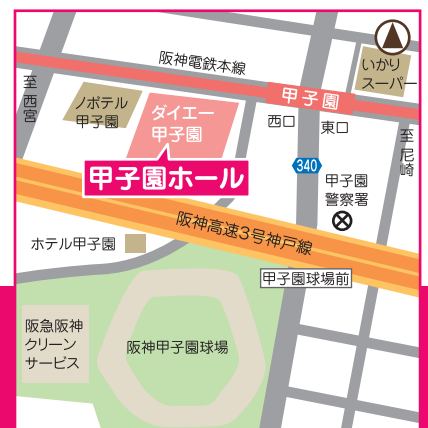 阪神電鉄本線
いかり
スーパー
至 西宮
ノボテル
甲子園
ダイエー
甲子園
甲子園
西口
東口
至 尼崎
340
甲子園ホール
甲子園
警察署
阪神高速3号神戸線
ホテル甲子園
甲子園球場前
阪急阪神
クリーン
サービス
阪神甲子園球場